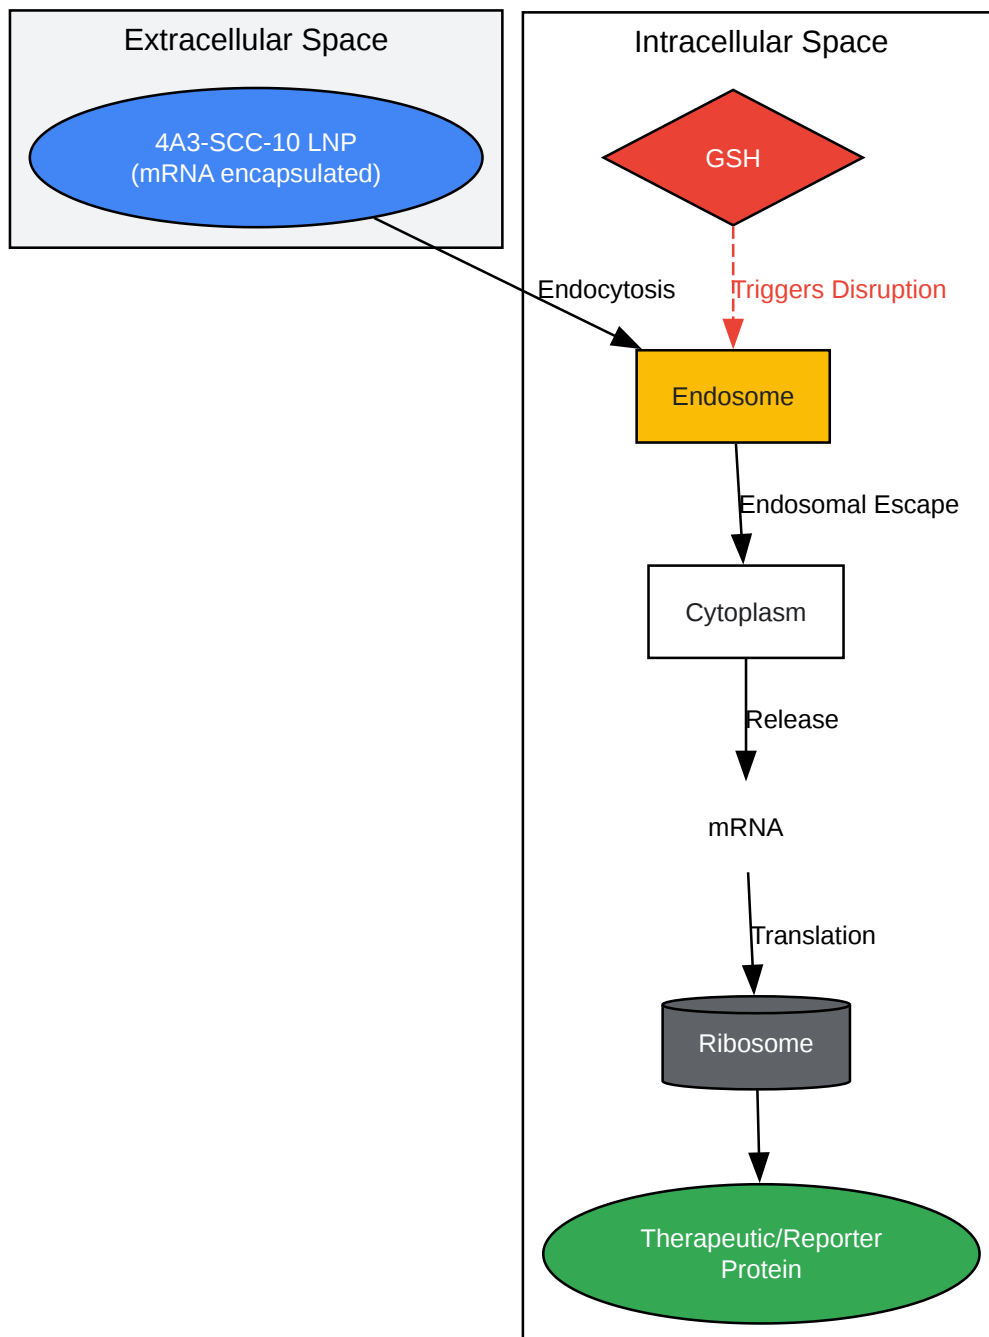 Extracellular Space
4A3-SCC-10 LNP
(mRNA encapsulated)
Intracellular Space
GSH
Endocytosis
Triggers Disruption
Endosome
Endosomal Escape
Cytoplasm
Release
mRNA
Translation
Ribosome
Therapeutic/Reporter
Protein